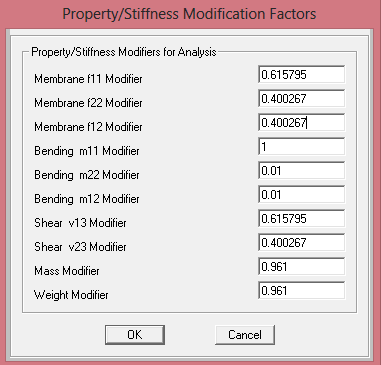 Property/Stiffness Modification Factors
Property/Stiffness Modifiers for Analysis
Membrane f11 Modifier 0.615795
Membrane f22 Modifier 0.400267
Membrane f12 Modifier 0.400267
Bending m11 Modifier 1
Bending m22 Modifier 0.01
Bending m12 Modifier 0.01
Shear v13 Modifier 0.615795
Shear v23 Modifier 0.400267
Mass Modifier 0.961
Weight Modifier 0.961
OK Cancel